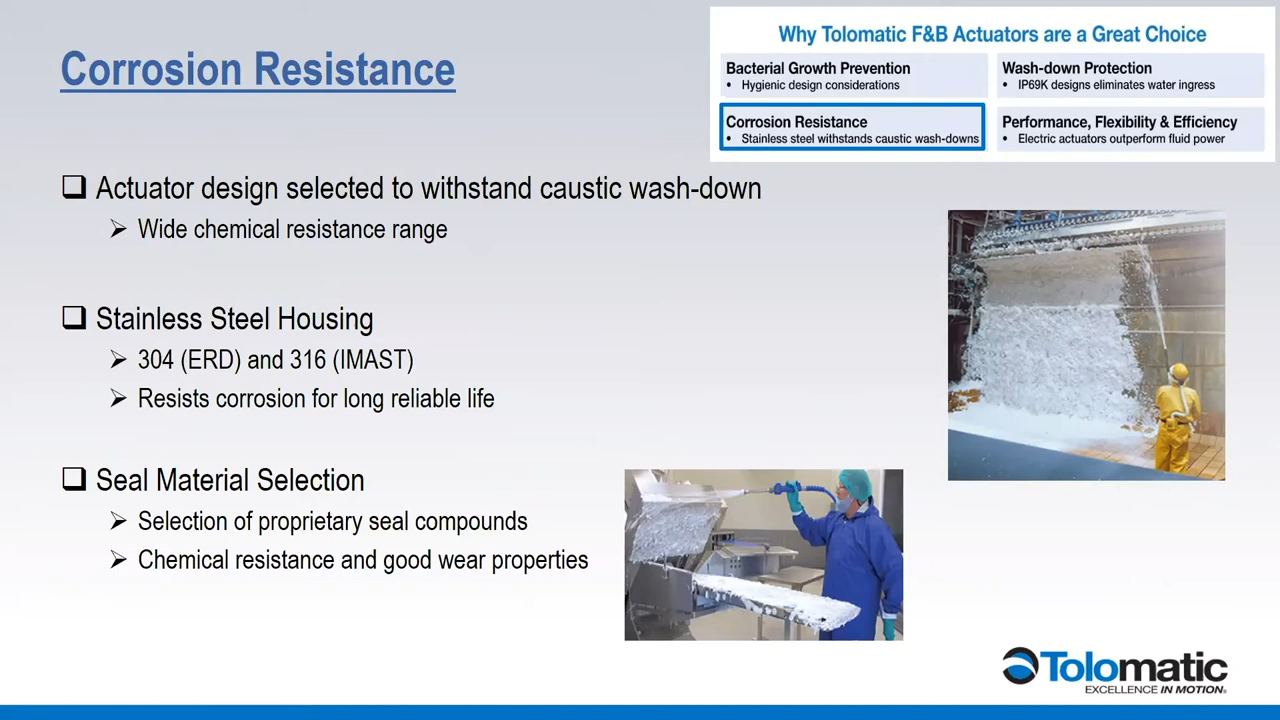 Corrosion Resistance
Why Tolomatic F&B Actuators are a Great Choice
Bacterial Growth Prevention
• Hygienic design considerations
Wash-down Protection
• IP69K designs eliminates water ingress
Corrosion Resistance
• Stainless steel withstands caustic wash-downs
Performance, Flexibility & Efficiency
• Electric actuators outperform fluid power
❑ Actuator design selected to withstand caustic wash-down
➢ Wide chemical resistance range
❑ Stainless Steel Housing
➢ 304 (ERD) and 316 (IMAST)
➢ Resists corrosion for long reliable life
❑ Seal Material Selection
➢ Selection of proprietary seal compounds
➢ Chemical resistance and good wear properties
Tolomatic
EXCELLENCE IN MOTION®